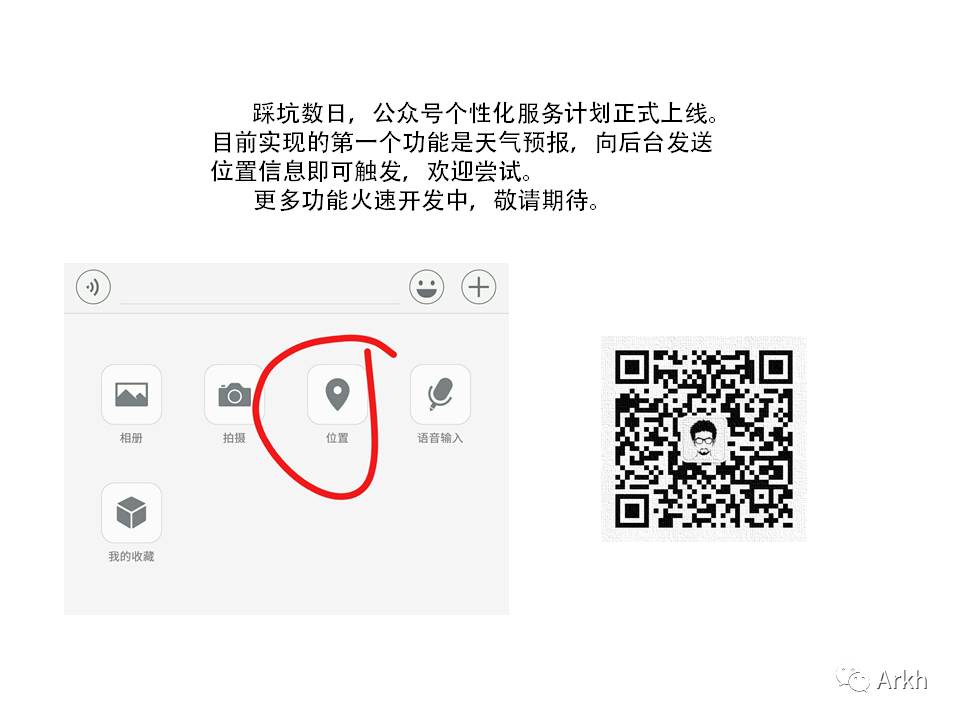 踩坑数日，公众号个性化服务计划正式上线。
目前实现的第一个功能是天气预报，向后台发送
位置信息即可触发，欢迎尝试。
更多功能火速开发中，敬请期待。
相册
拍摄
位置
语音输入
我的收藏
Arkh